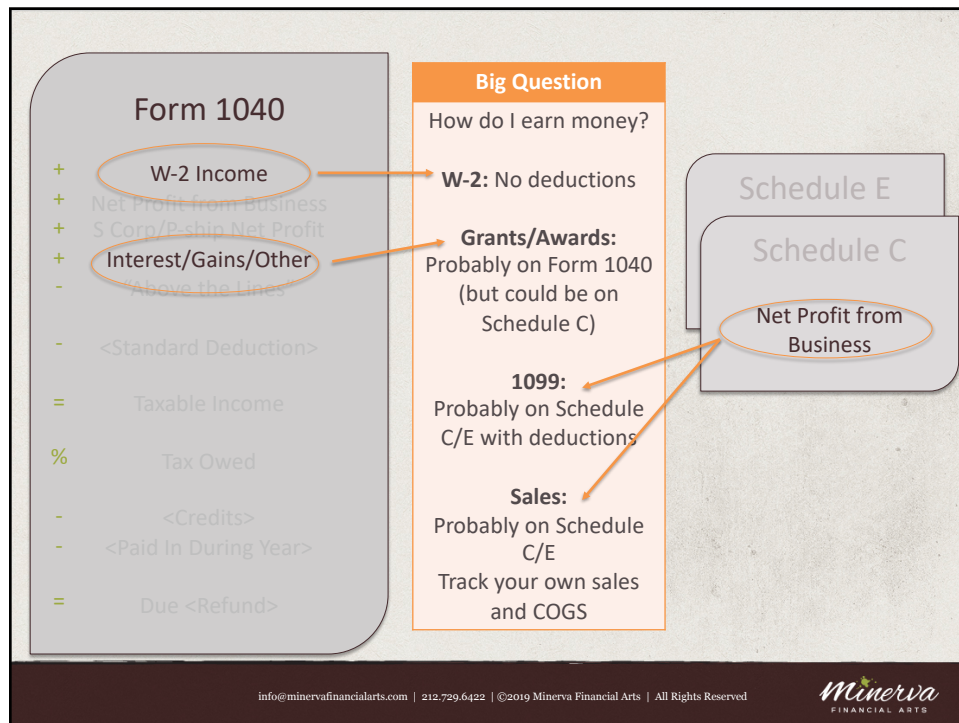 Form 1040
+ W-2 Income
+ Net Profit from Business
+ S Corp/P-ship Net Profit
+ Interest/Gains/Other
- "Above the Lines"
- <Standard Deduction>
= Taxable Income
% Tax Owed
- <Credits>
- <Paid In During Year>
= Due <Refund>
Big Question
How do I earn money?
W-2: No deductions
Grants/Awards:
Probably on Form 1040
(but could be on
Schedule C)
1099:
Probably on Schedule
C/E with deductions
Sales:
Probably on Schedule
C/E
Track your own sales
and COGS
Schedule E
Schedule C
Net Profit from
Business
info@minervafinancialarts.com | 212.729.6422 | ©2019 Minerva Financial Arts | All Rights Reserved
Minerva
FINANCIAL ARTS